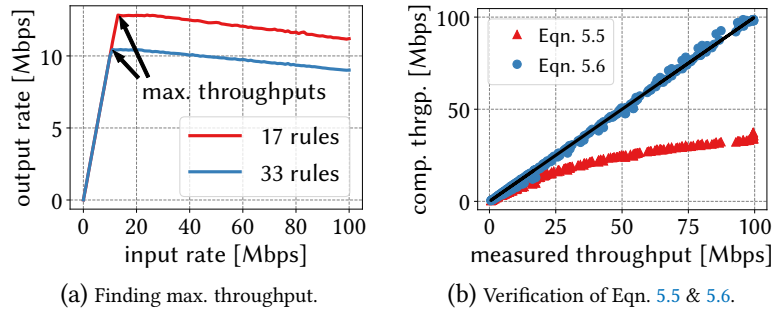 output rate [Mbps]
10
5
0
max. throughputs
17 rules
33 rules
0 20 40 60 80 100
input rate [Mbps]
(a) Finding max. throughput.
comp. thrgp. [Mbps]
100
50
0
Eqn. 5.5
Eqn. 5.6
0 25 50 75 100
measured throughput [Mbps]
(b) Verification of Eqn. 5.5 & 5.6.